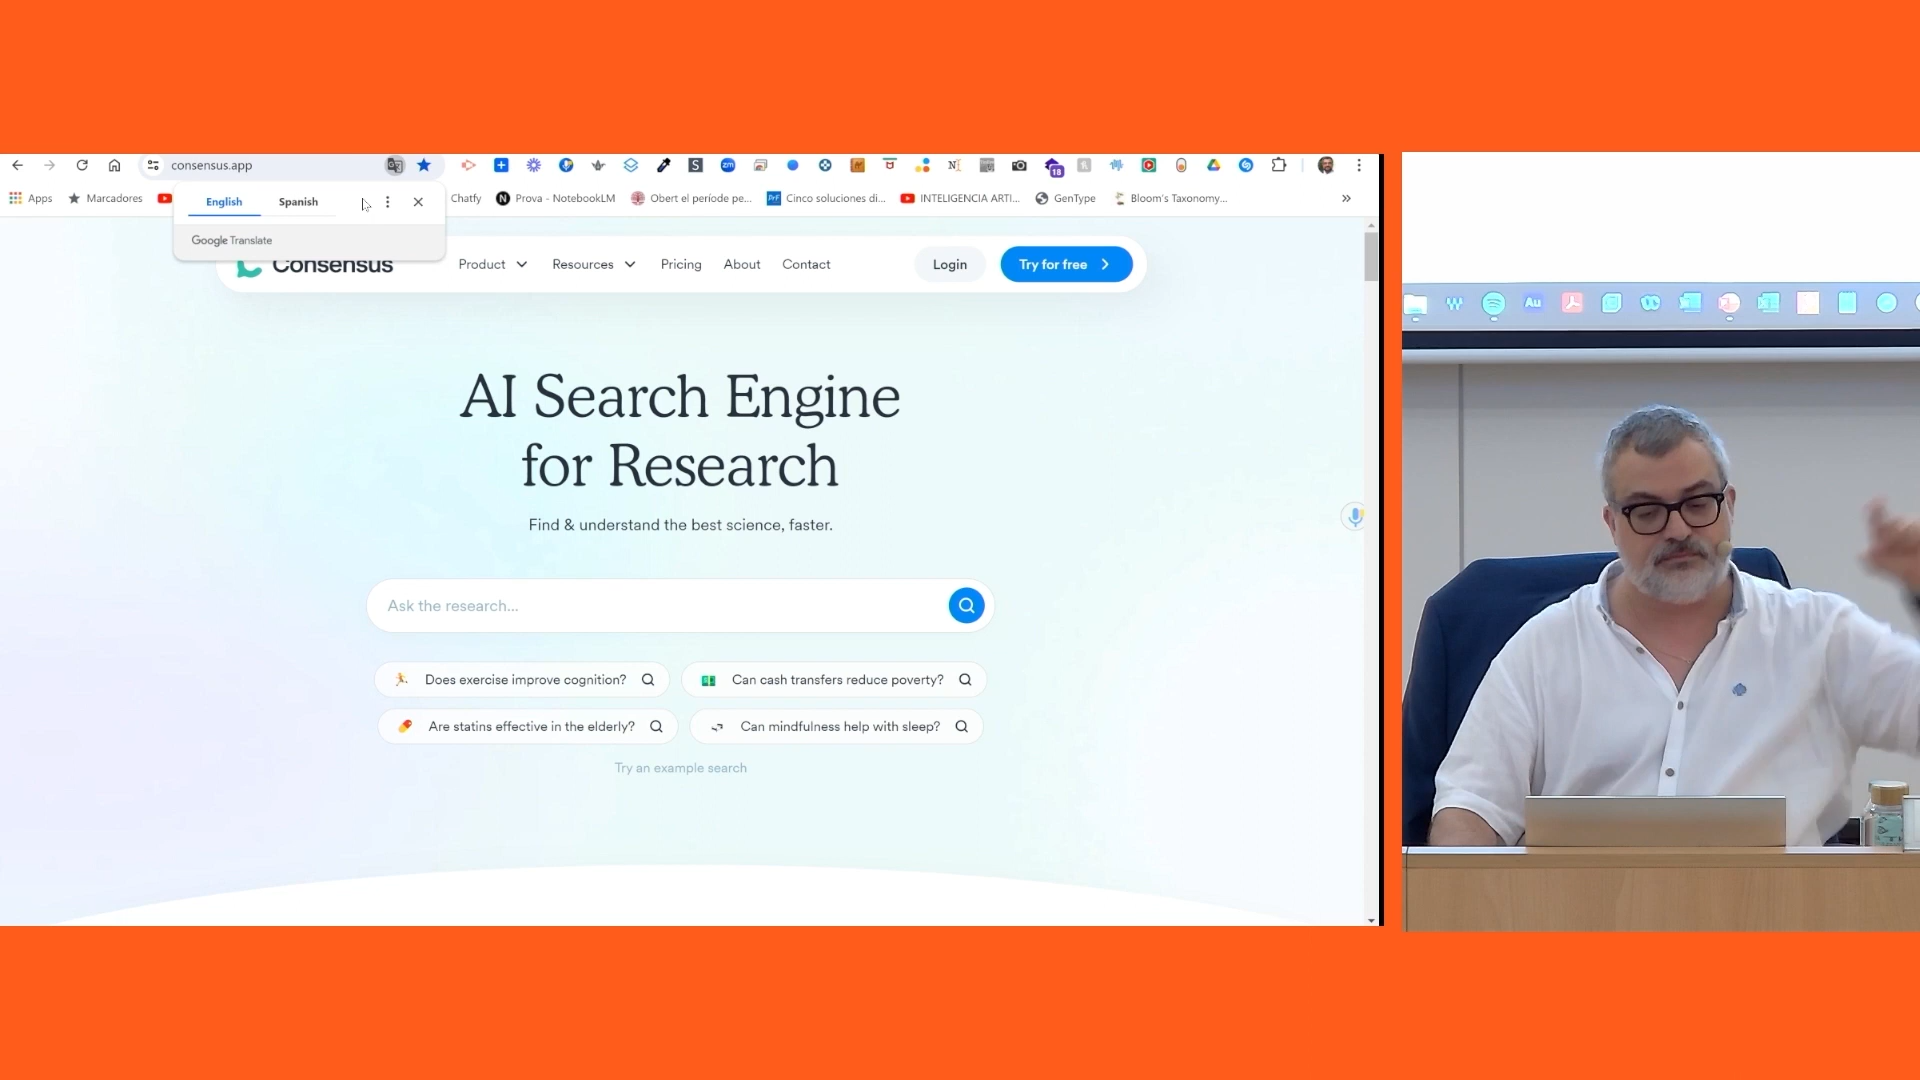 consensus.app
18
Apps
Marcadores
English
Spanish
Chatfy
Prova - NotebookLM
Obert el període pe...
Cinco soluciones di...
INTELIGENCIA ARTI...
GenType
Bloom's Taxonomy...
Google Translate
Consensus
Product
Resources
Pricing
About
Contact
Login
Try for free
AI Search Engine
for Research
Find & understand the best science, faster.
Ask the research...
Does exercise improve cognition?
Can cash transfers reduce poverty?
Are statins effective in the elderly?
Can mindfulness help with sleep?
Try an example search
Au